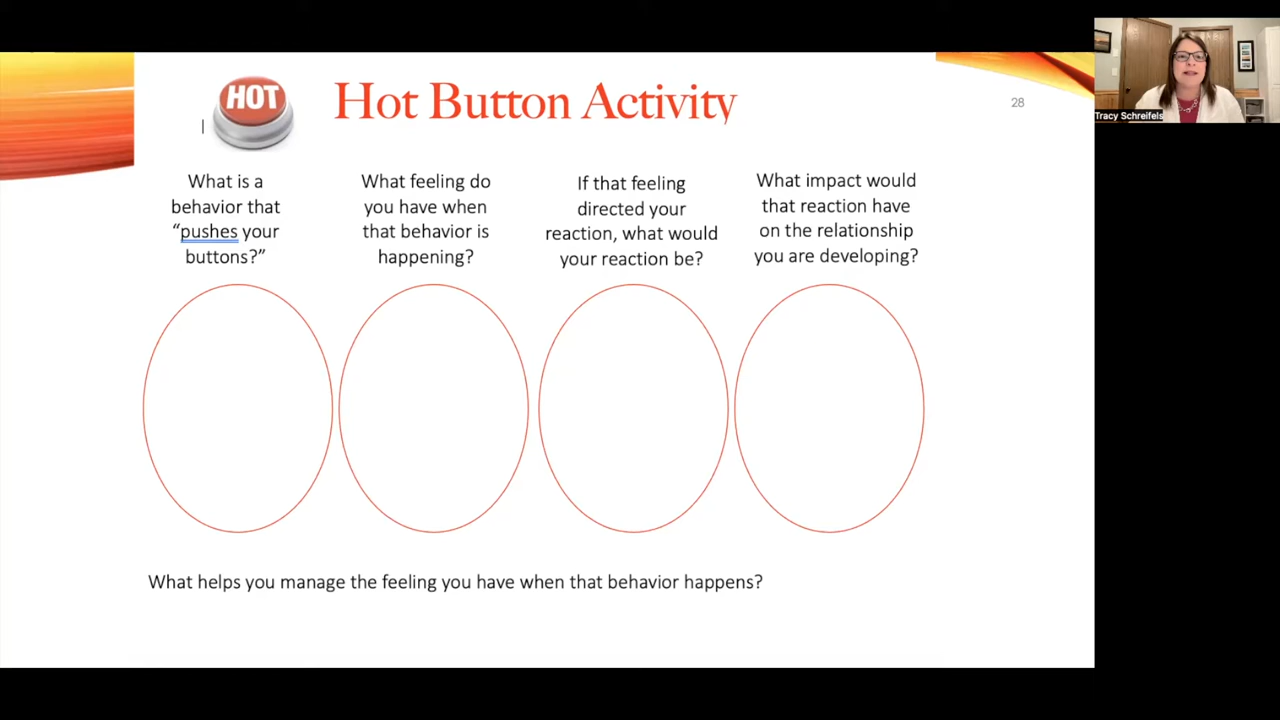 HOT
Hot Button Activity
28
Tracy Schreifels
What is a
behavior that
“pushes your
buttons?”
What feeling do
you have when
that behavior is
happening?
If that feeling
directed your
reaction, what would
your reaction be?
What impact would
that reaction have
on the relationship
you are developing?
What helps you manage the feeling you have when that behavior happens?